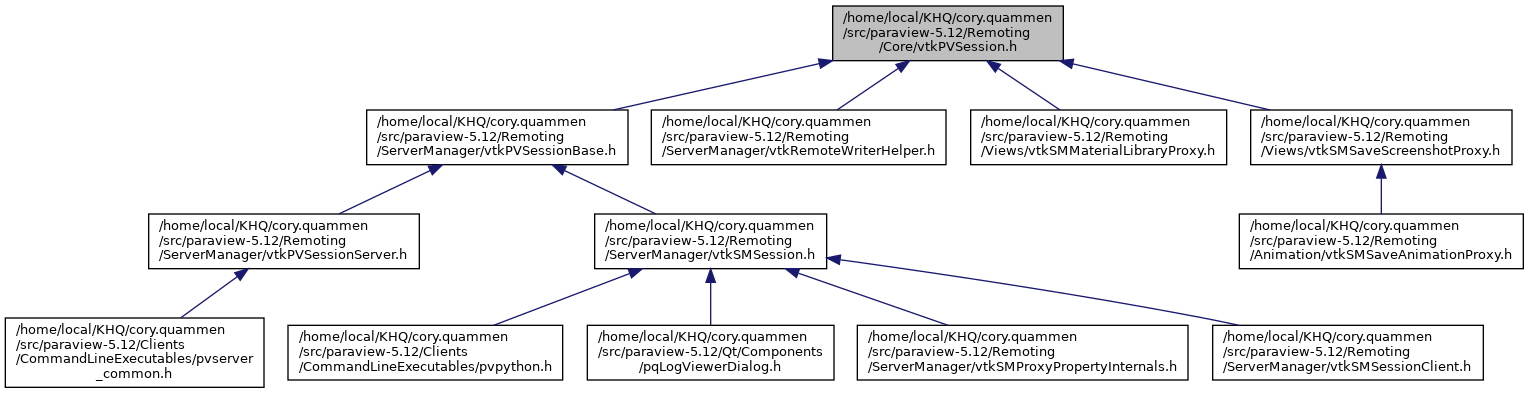 /home/local/KHQ/cory.quammen
/src/paraview-5.12/Remoting
/Core/vtkPVSession.h
/home/local/KHQ/cory.quammen
/src/paraview-5.12/Remoting
/ServerManager/vtkPVSessionBase.h
/home/local/KHQ/cory.quammen
/src/paraview-5.12/Remoting
/ServerManager/vtkRemoteWriterHelper.h
/home/local/KHQ/cory.quammen
/src/paraview-5.12/Remoting
/Views/vtkSMMaterialLibraryProxy.h
/home/local/KHQ/cory.quammen
/src/paraview-5.12/Remoting
/Views/vtkSMSaveScreenshotProxy.h
/home/local/KHQ/cory.quammen
/src/paraview-5.12/Remoting
/ServerManager/vtkPVSessionServer.h
/home/local/KHQ/cory.quammen
/src/paraview-5.12/Remoting
/ServerManager/vtkSMSession.h
/home/local/KHQ/cory.quammen
/src/paraview-5.12/Remoting
/Animation/vtkSMSaveAnimationProxy.h
/home/local/KHQ/cory.quammen
/src/paraview-5.12/Clients
/CommandLineExecutables/pvserver
_common.h
/home/local/KHQ/cory.quammen
/src/paraview-5.12/Clients
/CommandLineExecutables/pvpython.h
/home/local/KHQ/cory.quammen
/src/paraview-5.12/Qt/Components
/pqLogViewerDialog.h
/home/local/KHQ/cory.quammen
/src/paraview-5.12/Remoting
/ServerManager/vtkSMProxyPropertyInternals.h
/home/local/KHQ/cory.quammen
/src/paraview-5.12/Remoting
/ServerManager/vtkSMSessionClient.h